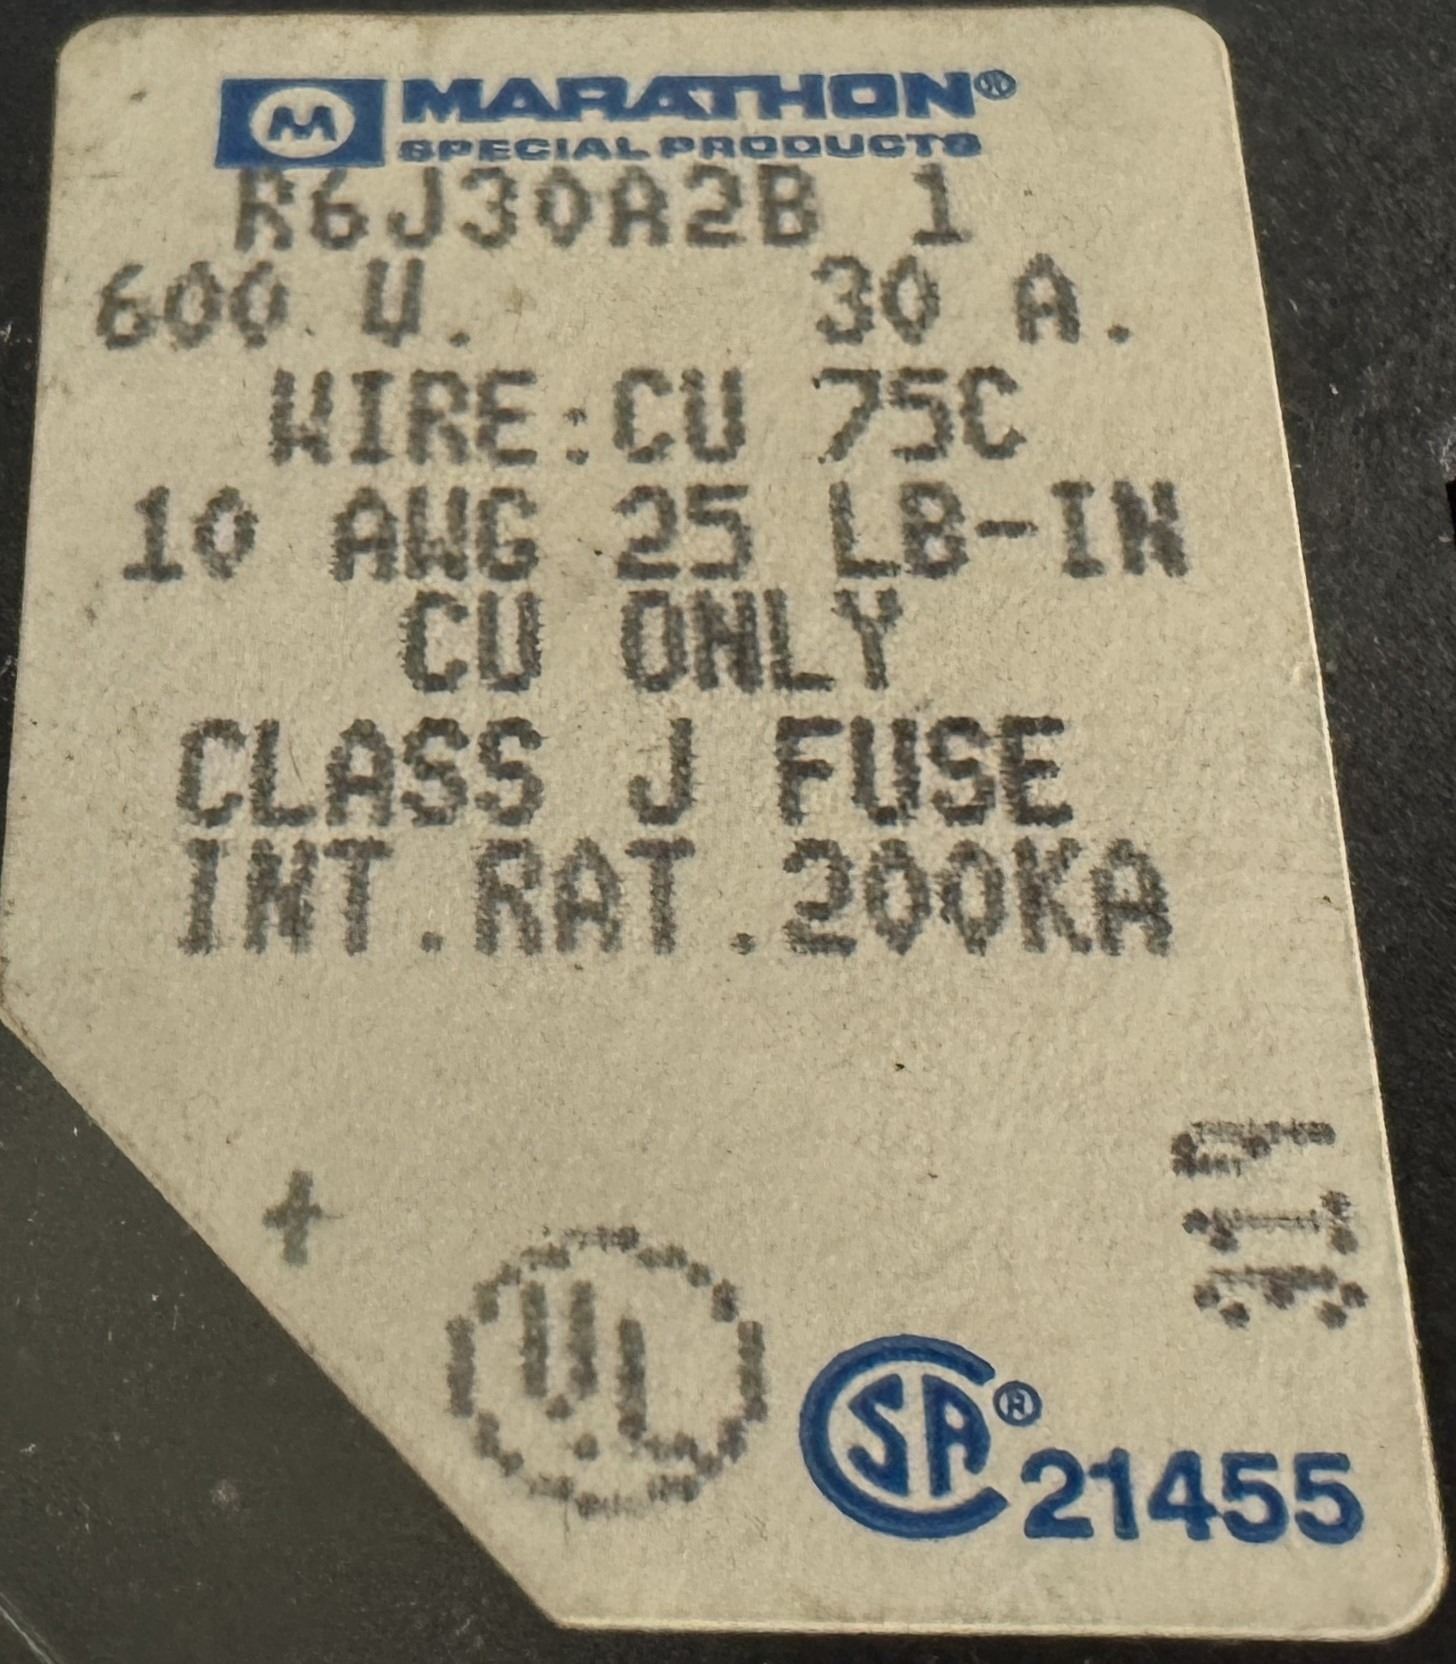 M MARATHON®
SPECIAL PRODUCTS
R6J30A2B 1
600 V. 30 A.
WIRE:CU 75C
10 AWG 25 LB-IN
CU ONLY
CLASS J FUSE
INT.RAT.200KA
+
UL
CSA® 21455